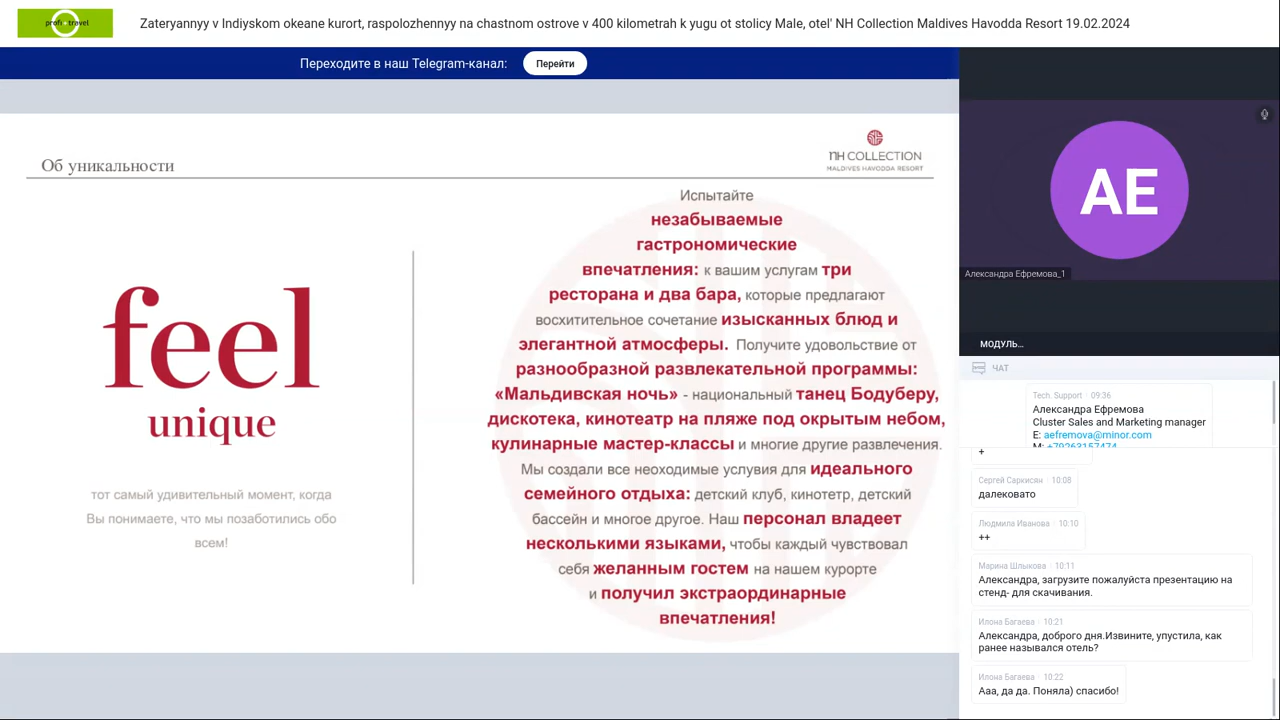 profi travel
Zateryannyy v Indiyskom okeane kurort, raspolozhennyy na ostrovnom ostrove v 400 kilometrah k yugu ot stolicy Male, otel' NH Collection Maldives Havodda Resort 19.02.2024
Переходите в наш Telegram-канал:
Перейти
Об уникальности
NH COLLECTION
MALDIVES HAVODDA RESORT
feel
unique
тот самый удивительный момент, когда
Вы понимаете, что мы позаботились обо
всем!
Испытайте
незабываемые
гастрономические
впечатления: к вашим услугам три
ресторана и два бара, которые предлагают
восхитительное сочетание изысканных блюд и
элегантной атмосферы. Получите удовольствие от
разнообразной развлекательной программы:
«Мальдивская ночь» - национальный танец Бодуберу,
дискотека, кинотеатр на пляже под окрытым небом,
кулинарные мастер-классы и многие другие развлечения.
Мы создали все неоходимые услувия для идеального
семейного отдыха: детский клуб, кинотетр, детский
бассейн и многое другое. Наш персонал владеет
несколькими языками, чтобы каждый чувствовал
себя желанным гостем на нашем курорте
и получил экстраординарные
впечатления!
AE
Александра Ефремова_1
МОДУЛЬ...
ЧАТ
Tech. Support 09:36
Александра Ефремова
Cluster Sales and Marketing manager
E: aefremova@minor.com
M: +79263157474
+
Сергей Саркисян 10:08
далековато
Людмила Иванова 10:10
++
Марина Шлыкова 10:11
Александра, загрузите пожалуйста презентацию на
стенд- для скачивания.
Илона Багаева 10:21
Александра, доброго дня.Извините, упустила, как
ранее назывался отель?
Илона Багаева 10:22
Ааа, да да. Поняла) спасибо!